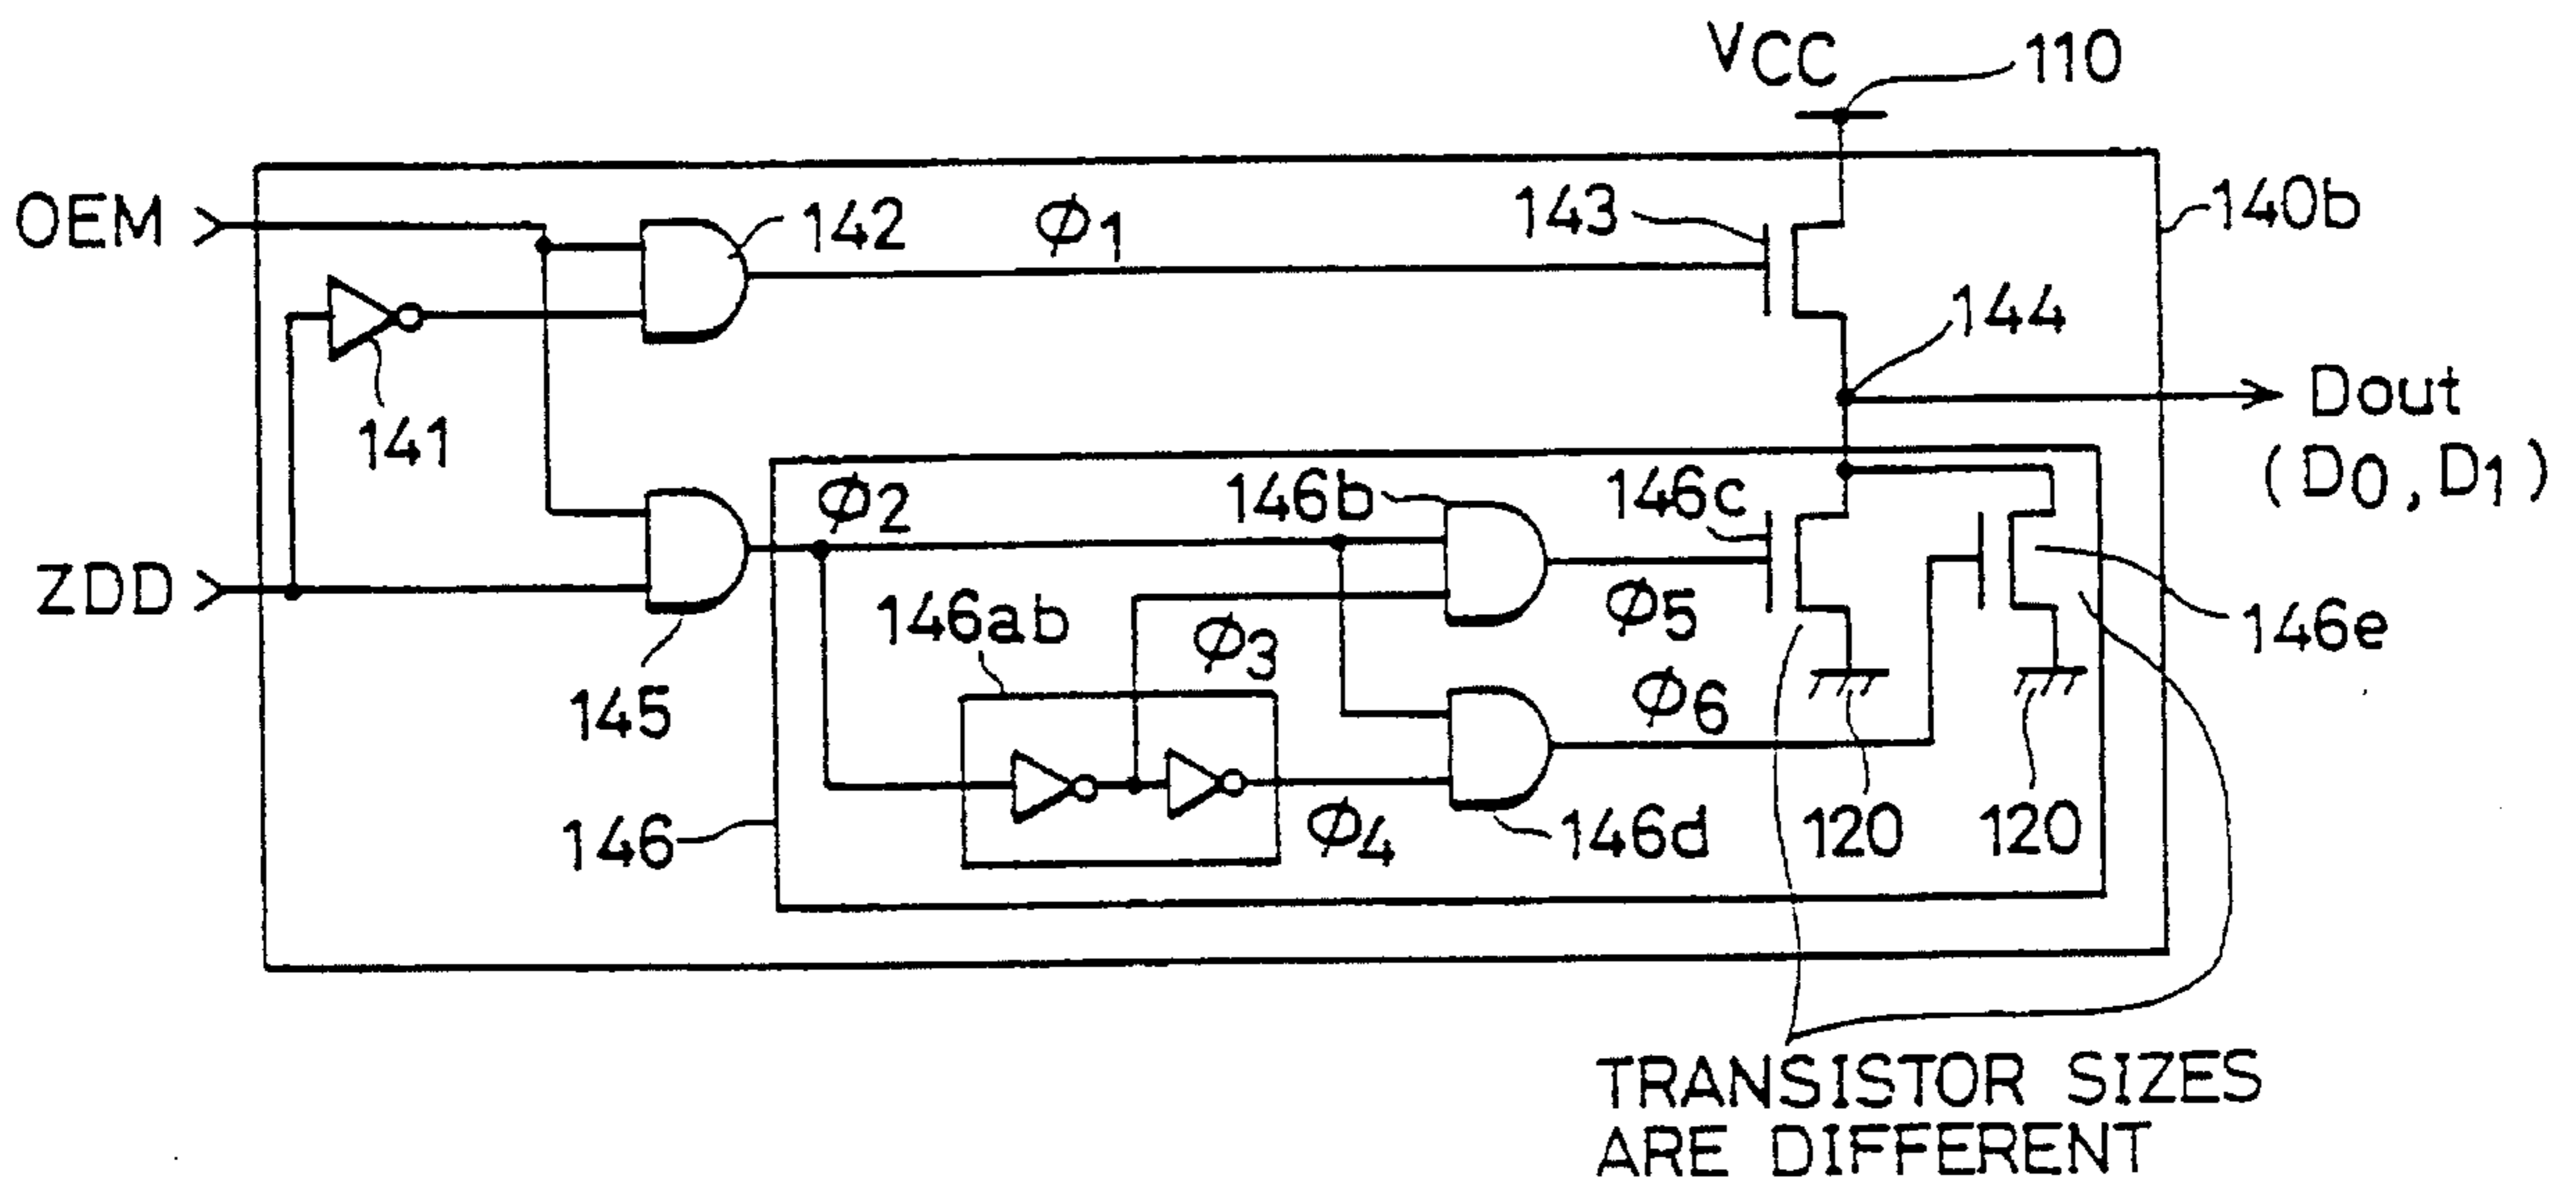 VCC
110
OEM
142
φ1
143
140b
144
141
Dout
(D0, D1)
φ2
146b
146c
ZDD
146ab
φ3
φ5
146e
145
φ6
146
φ4
146d
120
120
TRANSISTOR SIZES
ARE DIFFERENT